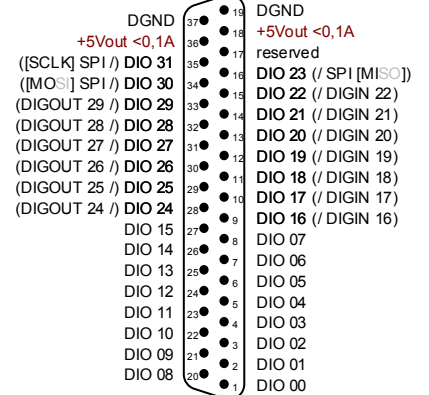 DGND 37 19 DGND
+5Vout <0,1A 36 18 +5Vout <0,1A
([SCLK] SPI /) DIO 31 35 17 reserved
([MOSI] SPI /) DIO 30 34 16 DIO 23 (/ SPI [MISO])
(DIGOUT 29 /) DIO 29 33 15 DIO 22 (/ DIGIN 22)
(DIGOUT 28 /) DIO 28 32 14 DIO 21 (/ DIGIN 21)
(DIGOUT 27 /) DIO 27 31 13 DIO 20 (/ DIGIN 20)
(DIGOUT 26 /) DIO 26 30 12 DIO 19 (/ DIGIN 19)
(DIGOUT 25 /) DIO 25 29 11 DIO 18 (/ DIGIN 18)
(DIGOUT 24 /) DIO 24 28 10 DIO 17 (/ DIGIN 17)
DIO 15 27 9 DIO 16 (/ DIGIN 16)
DIO 14 26 8 DIO 07
DIO 13 25 7 DIO 06
DIO 12 24 6 DIO 05
DIO 11 23 5 DIO 04
DIO 10 22 4 DIO 03
DIO 09 21 3 DIO 02
DIO 08 20 2 DIO 01
1 DIO 00